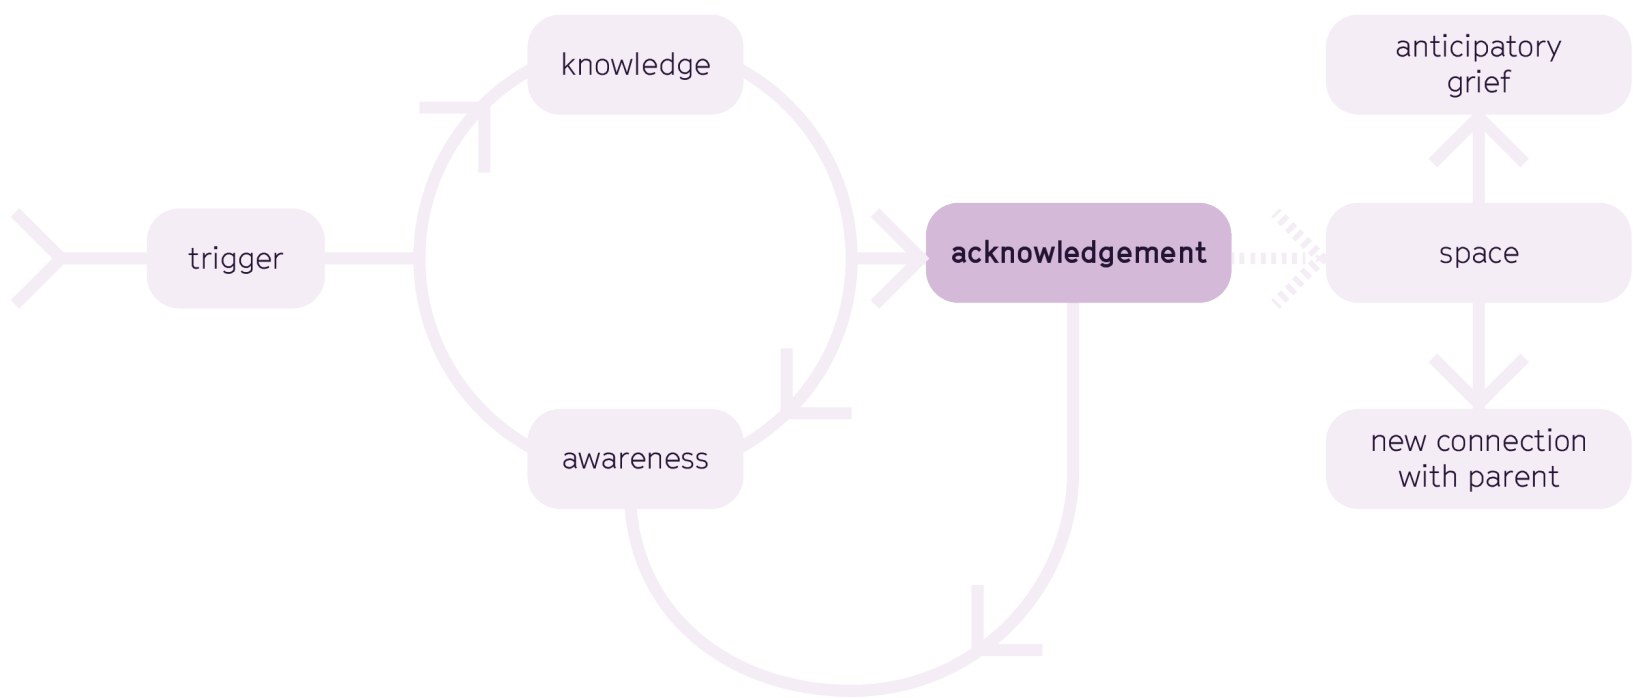 knowledge
anticipatory
grief
trigger
acknowledgement
space
awareness
new connection
with parent